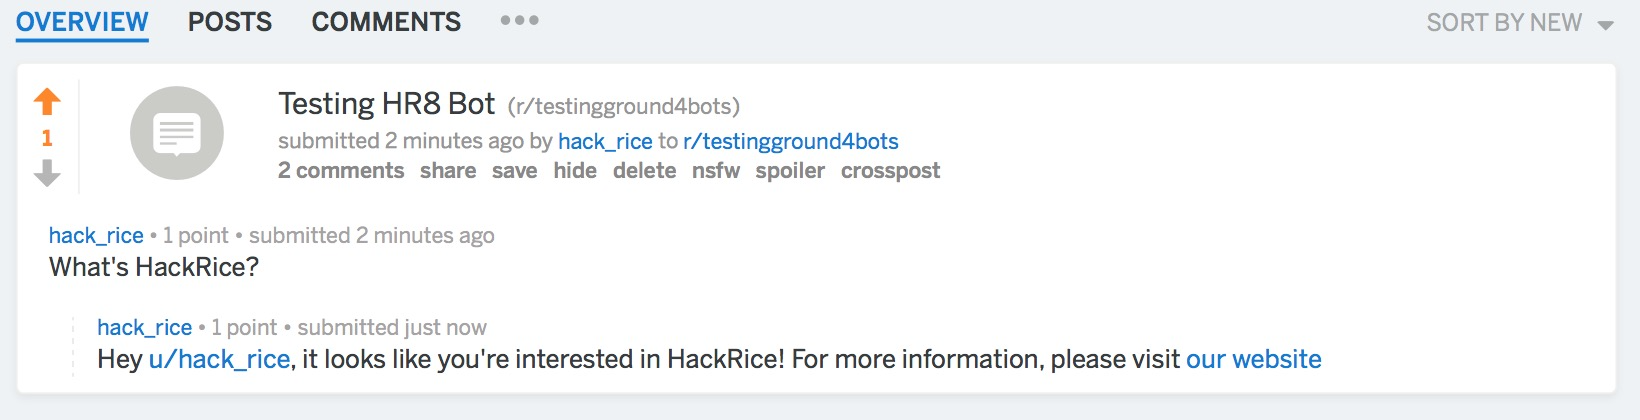 OVERVIEW POSTS COMMENTS ••• SORT BY NEW
1
Testing HR8 Bot (r/testingground4bots)
submitted 2 minutes ago by hack_rice to r/testingground4bots
2 comments share save hide delete nsfw spoiler crosspost
hack_rice • 1 point • submitted 2 minutes ago
What's HackRice?
hack_rice • 1 point • submitted just now
Hey u/hack_rice, it looks like you're interested in HackRice! For more information, please visit our website